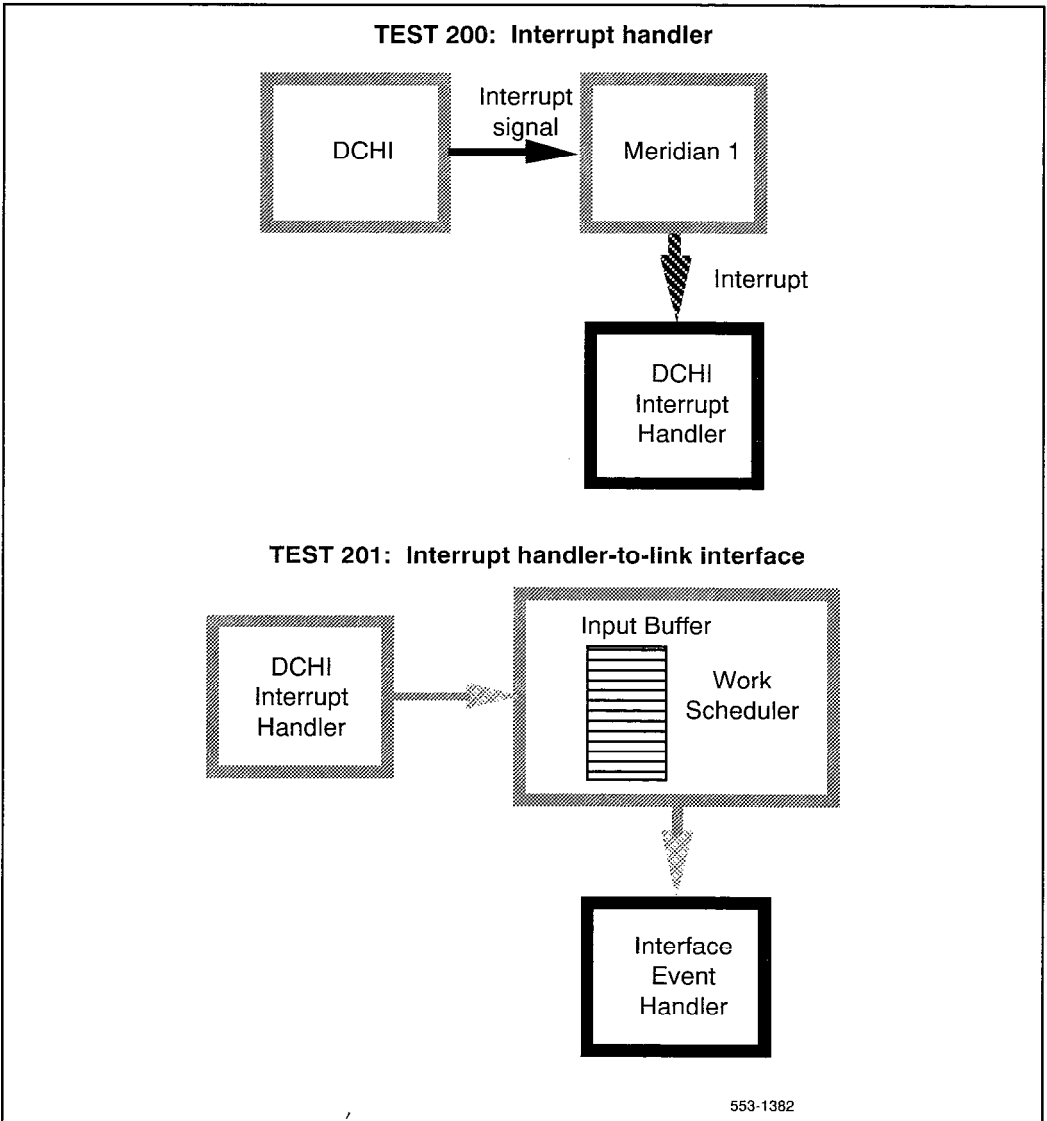 TEST 200: Interrupt handler
Interrupt
signal
DCHI
Meridian 1
Interrupt
DCHI
Interrupt
Handler
TEST 201: Interrupt handler-to-link interface
Input Buffer
DCHI
Interrupt
Handler
Work
Scheduler
Interface
Event
Handler
553-1382